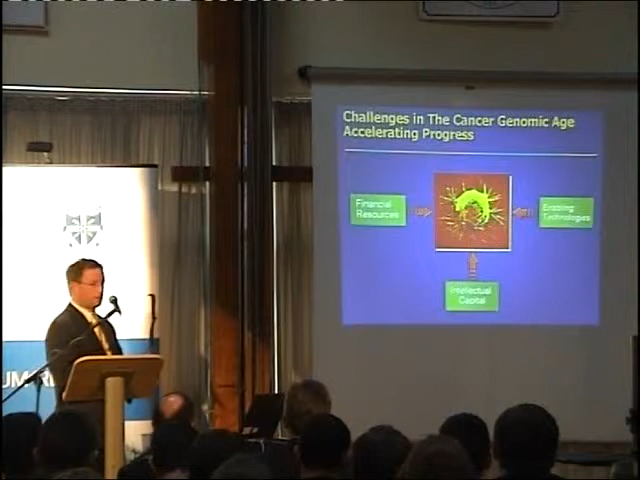 Challenges in The Cancer Genomic Age
Accelerating Progress
Financial
Resources
Enabling
Technologies
Intellectual
Capital